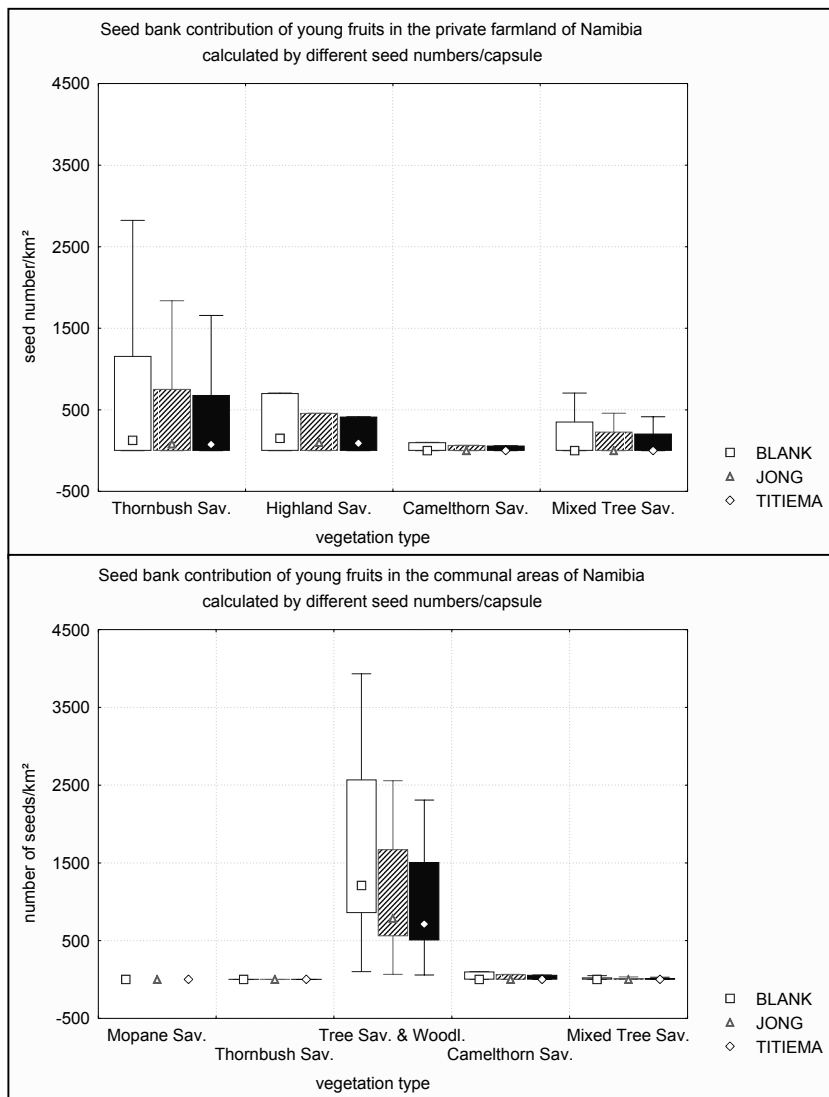 Seed bank contribution of young fruits in the private farmland of Namibia
calculated by different seed numbers/capsule
seed number/km²
4500
3500
2500
1500
500
-500
Thornbush Sav.
Highland Sav.
Camelthorn Sav.
Mixed Tree Sav.
vegetation type
BLANK
JONG
TITIEMA
Seed bank contribution of young fruits in the communal areas of Namibia
calculated by different seed numbers/capsule
number of seeds/km²
4500
3500
2500
1500
500
-500
Mopane Sav.
Thornbush Sav.
Tree Sav. & Woodl.
Camelthorn Sav.
Mixed Tree Sav.
vegetation type
BLANK
JONG
TITIEMA